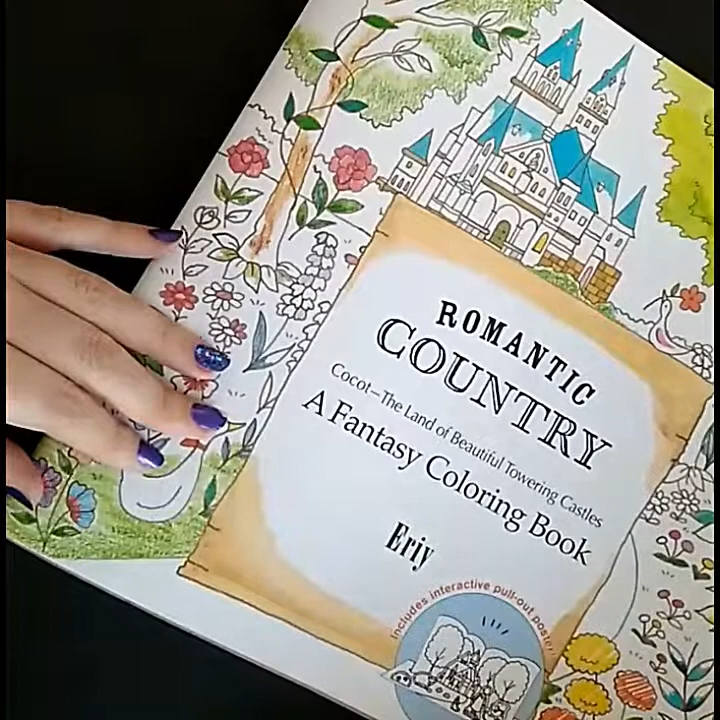 ROMANTIC
COUNTRY
Cocot—The Land of Beautiful Towering Castles
A Fantasy Coloring Book
Eriy
Includes interactive pull-out poster!